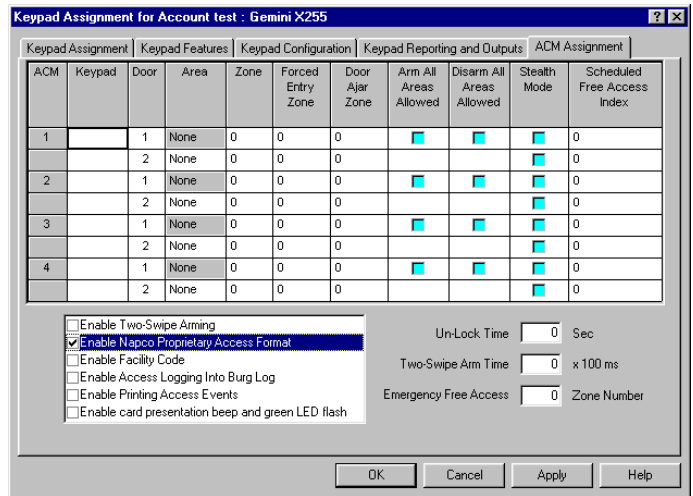 Keypad Assignment for Account test : Gemini X255
Keypad Assignment Keypad Features Keypad Configuration Keypad Reporting and Outputs ACM Assignment
ACM Keypad Door Area Zone Forced Entry Zone Door Ajar Zone Arm All Areas Allowed Disarm All Areas Allowed Stealth Mode Scheduled Free Access Index
1 1 None 0 0 0 0
2 None 0 0 0 0
2 1 None 0 0 0 0
2 None 0 0 0 0
3 1 None 0 0 0 0
2 None 0 0 0 0
4 1 None 0 0 0 0
2 None 0 0 0 0
Enable Two-Swipe Arming
Enable Napco Proprietary Access Format
Enable Facility Code
Enable Access Logging Into Burg Log
Enable Printing Access Events
Enable card presentation beep and green LED flash
Un-Lock Time 0 Sec
Two-Swipe Arm Time 0 x 100 ms
Emergency Free Access 0 Zone Number
OK Cancel Apply Help